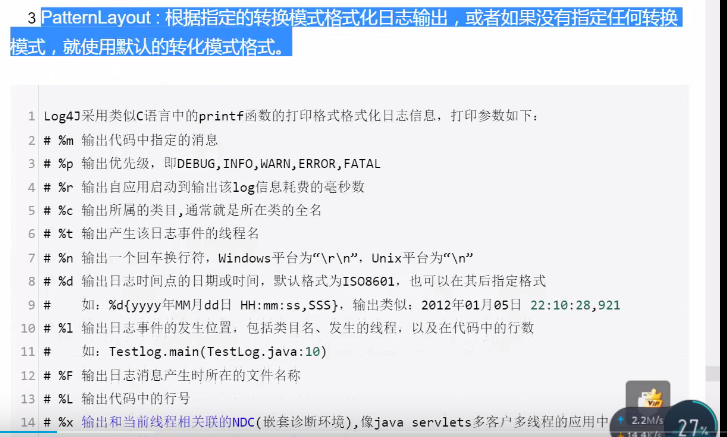 3 PatternLayout : 根据指定的转换模式格式化日志输出，或者如果没有指定任何转换
模式，就使用默认的转化模式格式。
1 Log4J采用类似C语言中的printf函数的打印格式格式化日志信息，打印参数如下：
2 # %m 输出代码中指定的消息
3 # %p 输出优先级，即DEBUG,INFO,WARN,ERROR,FATAL
4 # %r 输出自应用启动到输出该log信息耗费的毫秒数
5 # %c 输出所属的类目,通常就是所在类的全名
6 # %t 输出产生该日志事件的线程名
7 # %n 输出一个回车换行符，Windows平台为“\r\n”，Unix平台为“\n”
8 # %d 输出日志时间点的日期或时间，默认格式为ISO8601，也可以在其后指定格式
9 #    如：%d{yyyy年MM月dd日 HH:mm:ss,SSS}，输出类似：2012年01月05日 22:10:28,921
10 # %l 输出日志事件的发生位置，包括类目名、发生的线程，以及在代码中的行数
11 #    如：Testlog.main(TestLog.java:10)
12 # %F 输出日志消息产生时所在的文件名称
13 # %L 输出代码中的行号
14 # %x 输出和当前线程相关联的NDC(嵌套诊断环境),像java servlets多客户多线程的应用中
VIP
2.2M/s
14.4K/s
27%